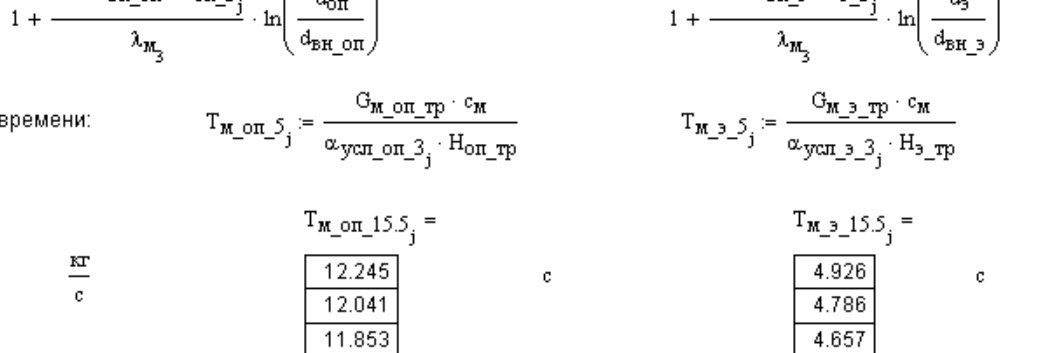 1 + λм_3 · ln( dоп / dвн_оп ) 1 + λм_3 · ln( dэ / dвн_э )
времени: Tм_оп_5_j := Gм_оп_тр · cм / αусл_оп_3_j · Hоп_тр Tм_э_5_j := Gм_э_тр · cм / αусл_э_3_j · Hэ_тр
Tм_оп_15.5_j = Tм_э_15.5_j =
кг/с 12.245 с 4.926 с
12.041 4.786
11.853 4.657